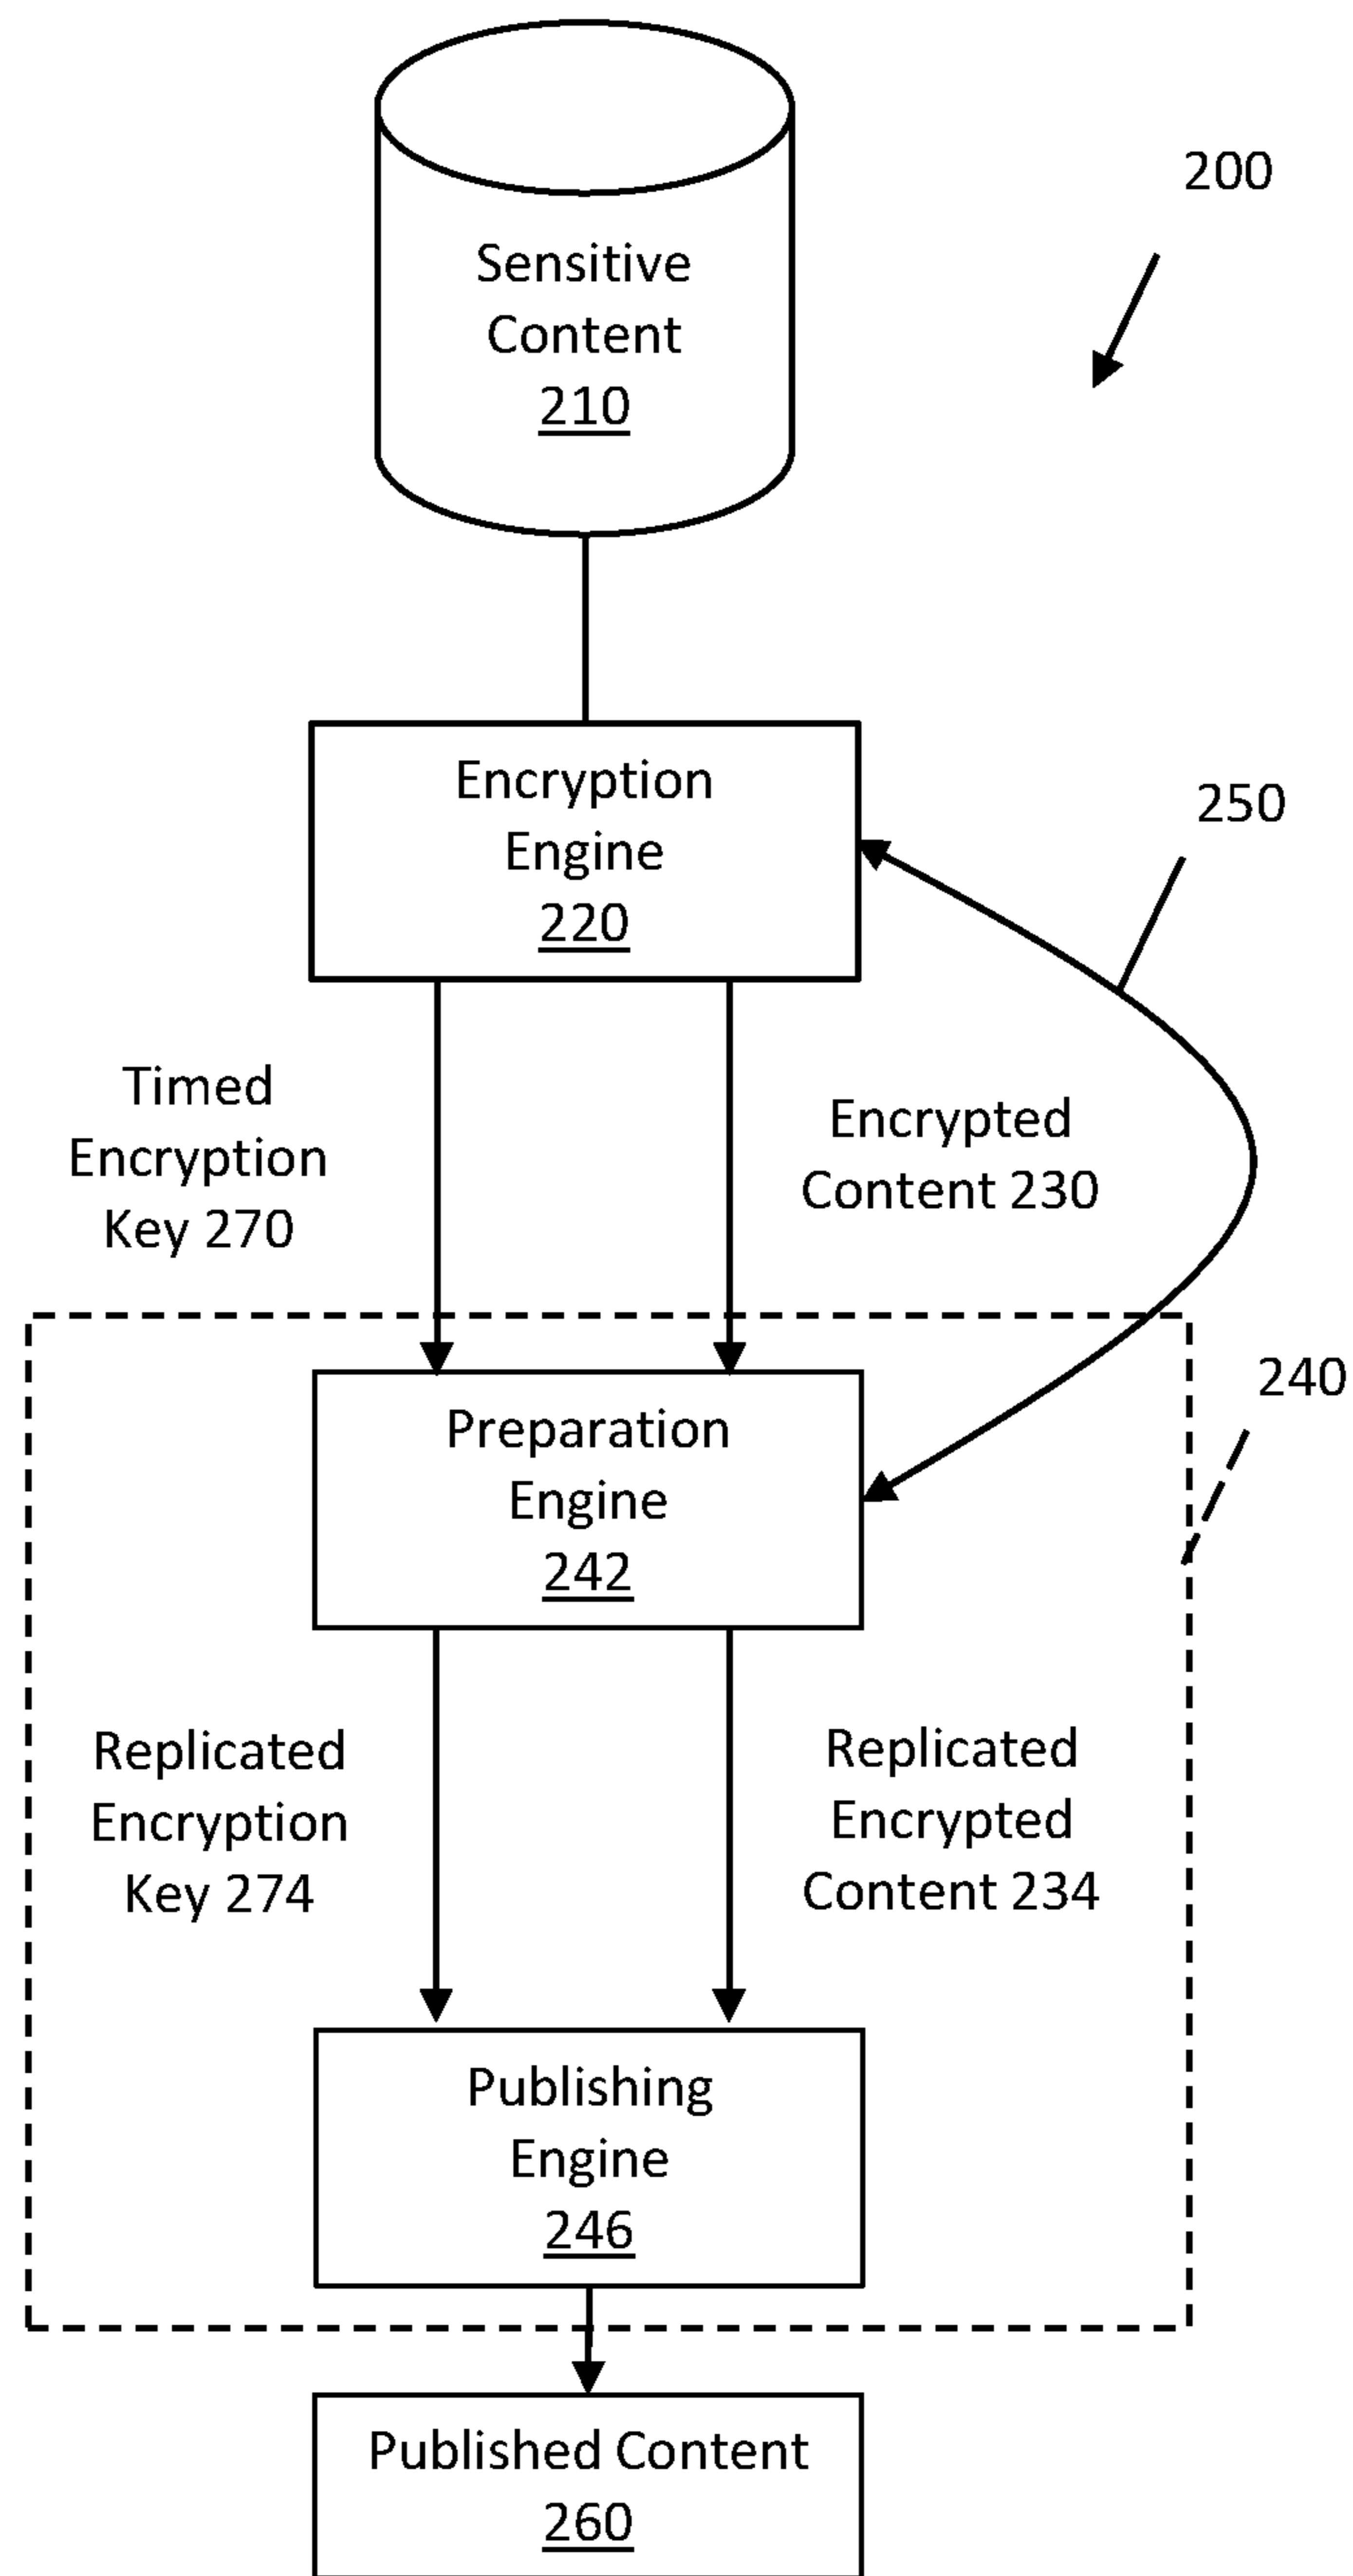 Sensitive
Content
210
200
Encryption
Engine
220
250
Timed
Encryption
Key 270
Encrypted
Content 230
240
Preparation
Engine
242
Replicated
Encryption
Key 274
Replicated
Encrypted
Content 234
Publishing
Engine
246
Published Content
260